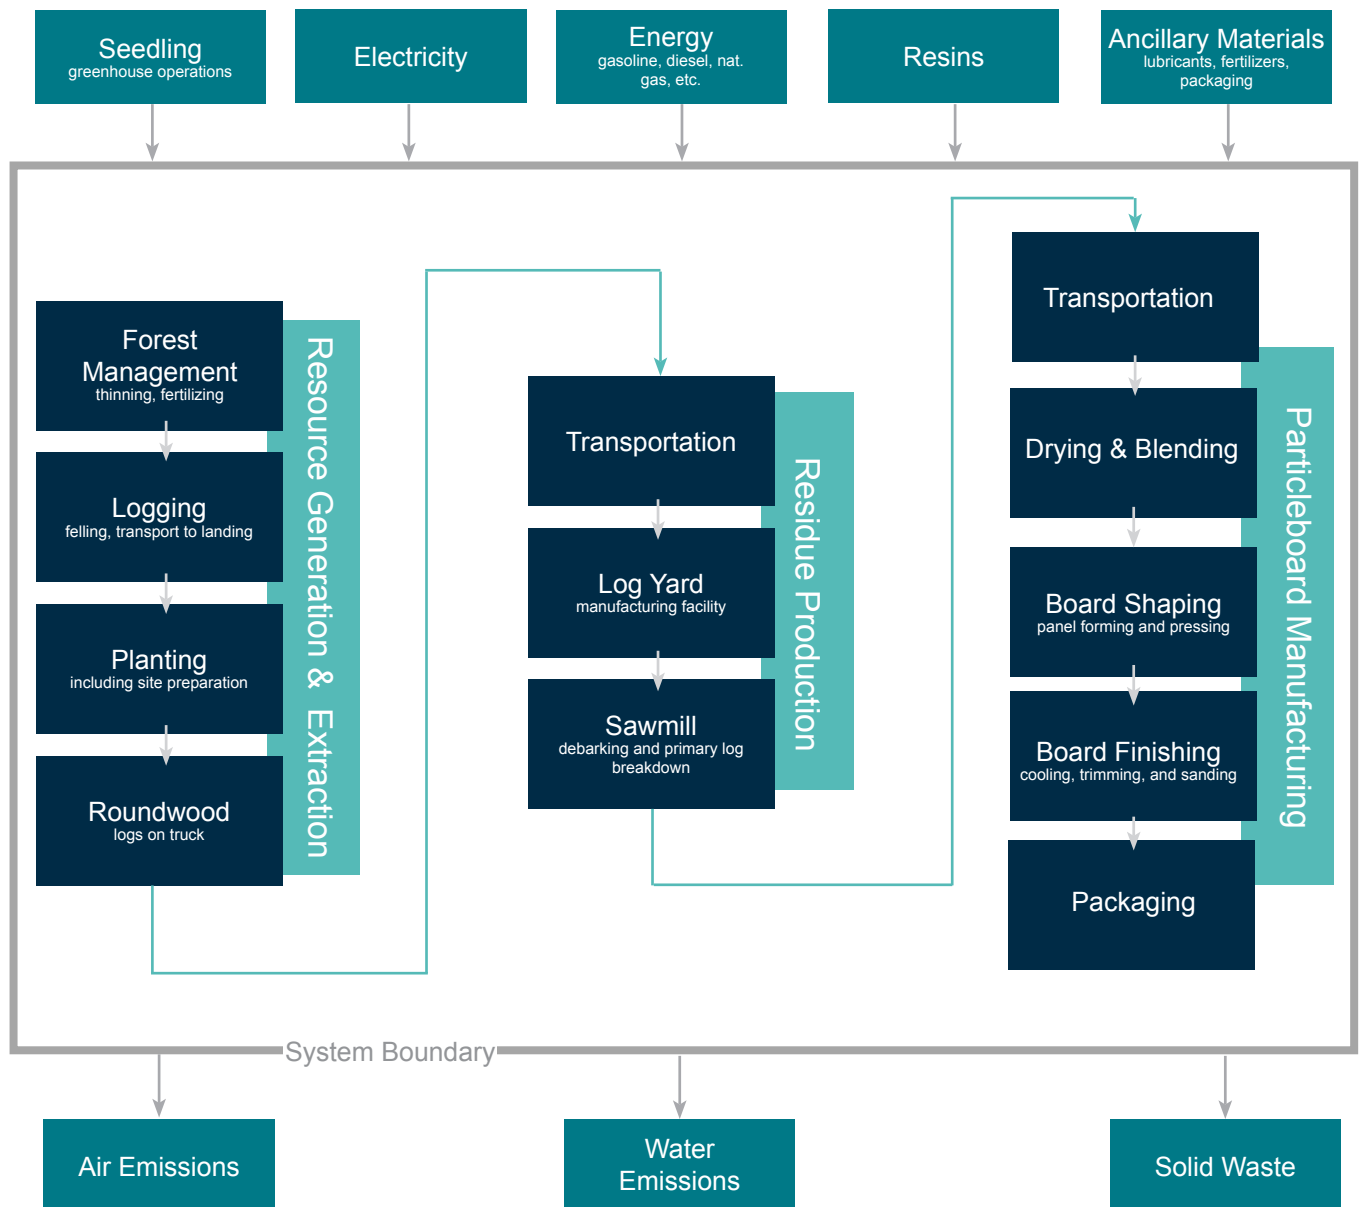 Seedling
greenhouse operations
Electricity
Energy
gasoline, diesel, nat.
gas, etc.
Resins
Ancillary Materials
lubricants, fertilizers,
packaging
Forest
Management
thinning, fertilizing
Logging
felling, transport to landing
Planting
including site preparation
Roundwood
logs on truck
Resource Generation & Extraction
Transportation
Log Yard
manufacturing facility
Sawmill
debarking and primary log
breakdown
Residue Production
Transportation
Drying & Blending
Board Shaping
panel forming and pressing
Board Finishing
cooling, trimming, and sanding
Packaging
Particleboard Manufacturing
System Boundary
Air Emissions
Water
Emissions
Solid Waste